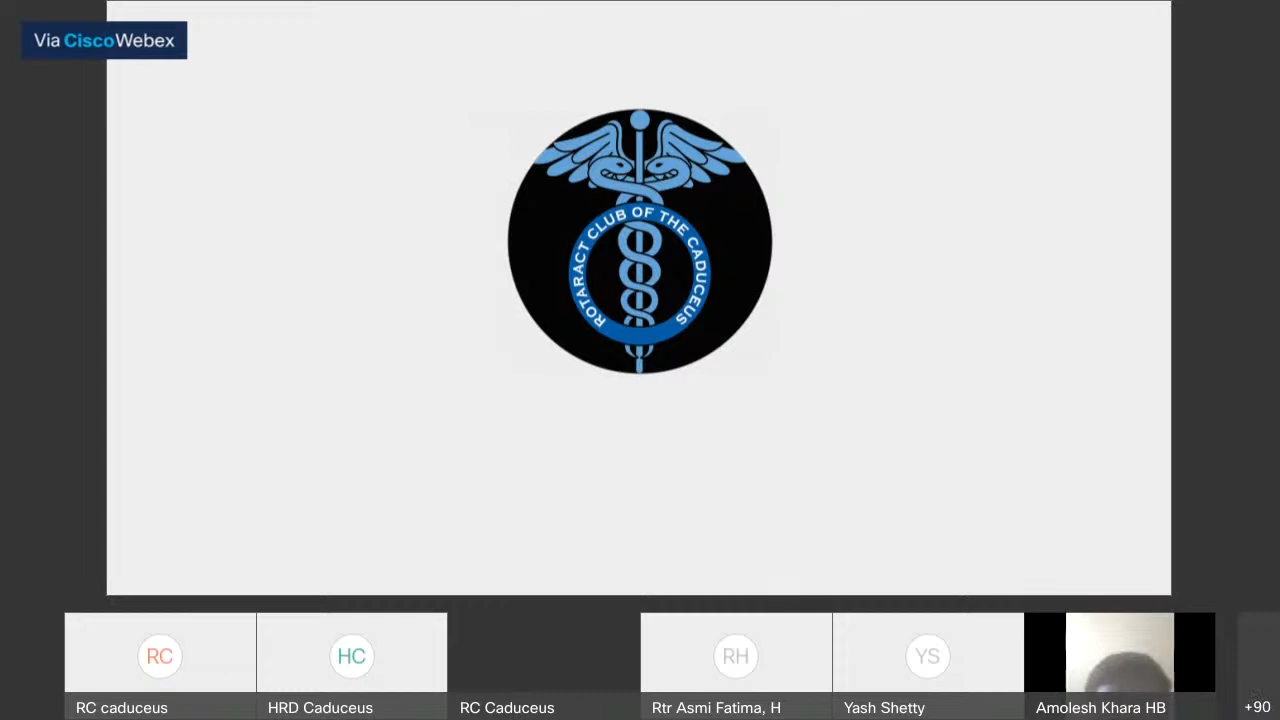 Via CiscoWebex
ROTARACT CLUB OF THE CADUCEUS
RC
HC
RH
YS
RC caduceus
HRD Caduceus
RC Caduceus
Rtr Asmi Fatima, H
Yash Shetty
Amolesh Khara HB
+90